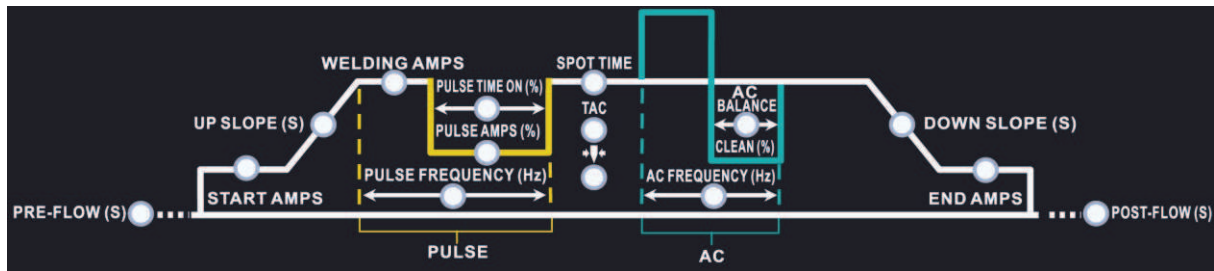 WELDING AMPS
SPOT TIME
PULSE TIME ON (%)
AC
BALANCE
TAC
UP SLOPE (S)
PULSE AMPS (%)
CLEAN (%)
DOWN SLOPE (S)
PULSE FREQUENCY (Hz)
AC FREQUENCY (Hz)
START AMPS
END AMPS
PRE-FLOW (S)
POST-FLOW (S)
PULSE
AC